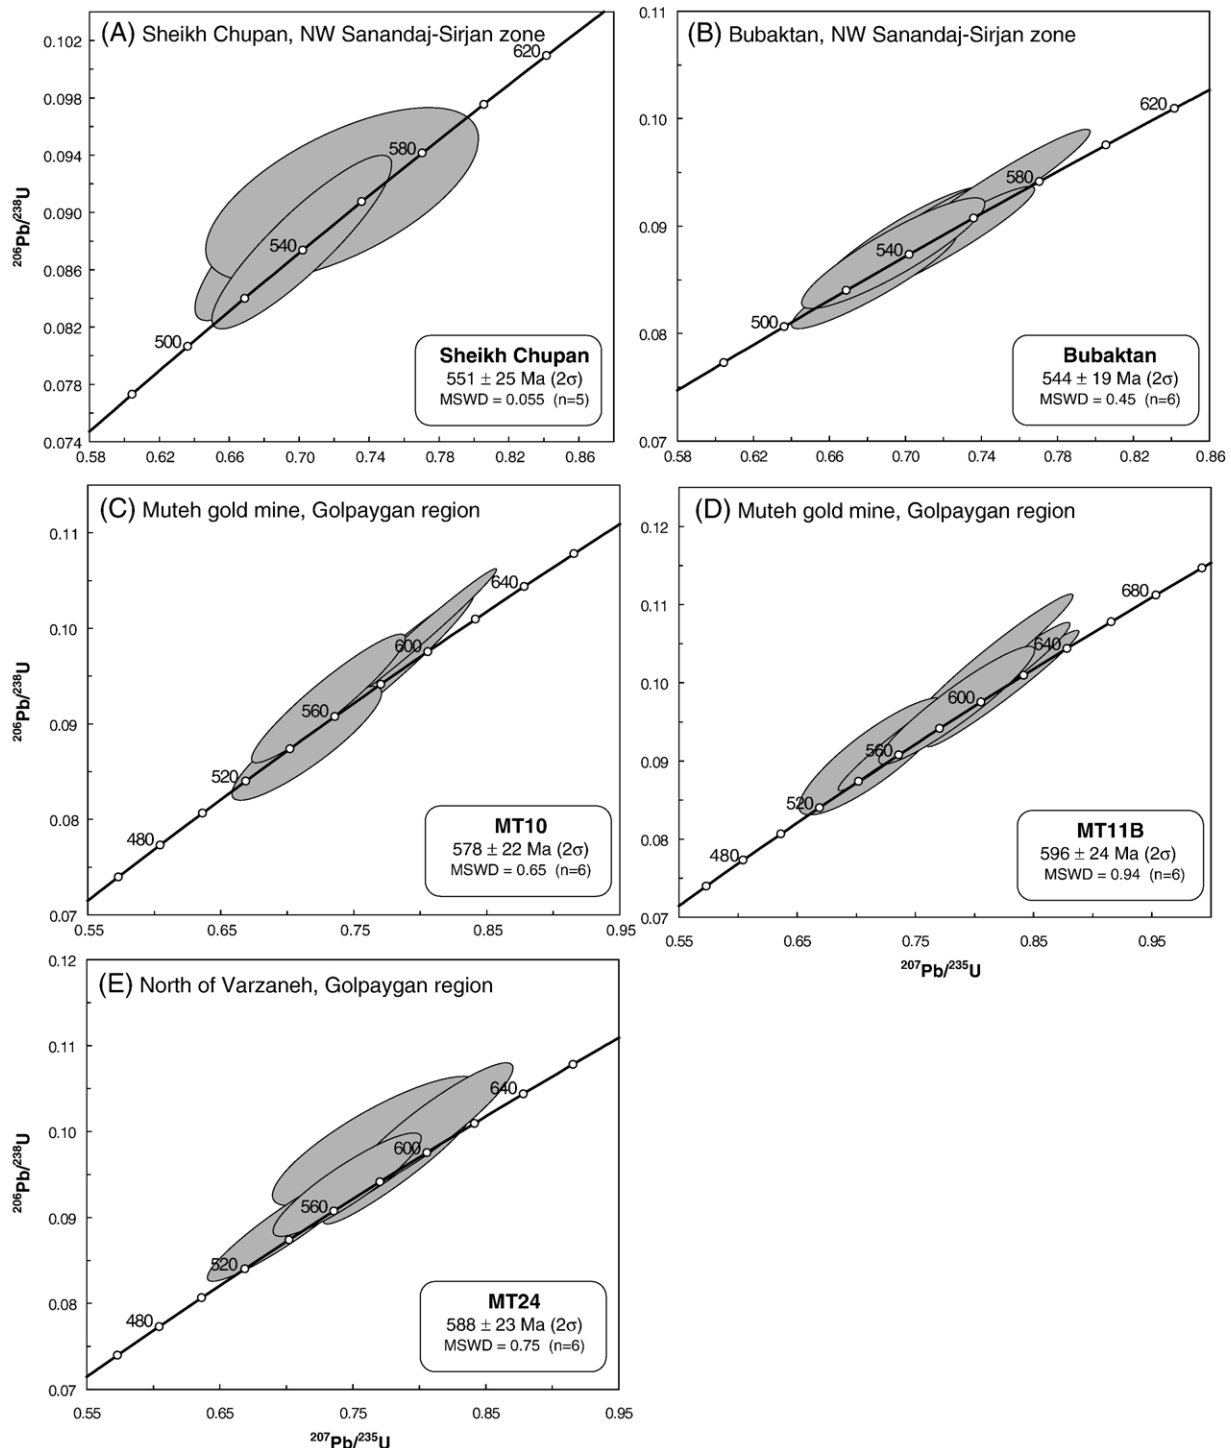 (A) Sheikh Chupan, NW Sanandaj-Sirjan zone
0.102
0.098
0.094
0.090
0.086
0.082
0.078
0.074
²⁰⁶Pb/²³⁸U
620
580
540
500
Sheikh Chupan
551 ± 25 Ma (2σ)
MSWD = 0.055 (n=5)
0.58 0.62 0.66 0.70 0.74 0.78 0.82 0.86
(B) Bubaktan, NW Sanandaj-Sirjan zone
0.11
0.10
0.09
0.08
0.07
620
580
540
500
Bubaktan
544 ± 19 Ma (2σ)
MSWD = 0.45 (n=6)
0.58 0.62 0.66 0.70 0.74 0.78 0.82 0.86
(C) Muteh gold mine, Golpaygan region
0.11
0.10
0.09
0.08
0.07
²⁰⁶Pb/²³⁸U
640
600
560
520
480
MT10
578 ± 22 Ma (2σ)
MSWD = 0.65 (n=6)
0.55 0.65 0.75 0.85 0.95
(D) Muteh gold mine, Golpaygan region
0.12
0.11
0.10
0.09
0.08
0.07
680
640
600
560
520
480
MT11B
596 ± 24 Ma (2σ)
MSWD = 0.94 (n=6)
0.55 0.65 0.75 0.85 0.95
²⁰⁷Pb/²³⁵U
(E) North of Varzaneh, Golpaygan region
0.12
0.11
0.10
0.09
0.08
0.07
²⁰⁶Pb/²³⁸U
640
600
560
520
480
MT24
588 ± 23 Ma (2σ)
MSWD = 0.75 (n=6)
0.55 0.65 0.75 0.85 0.95
²⁰⁷Pb/²³⁵U